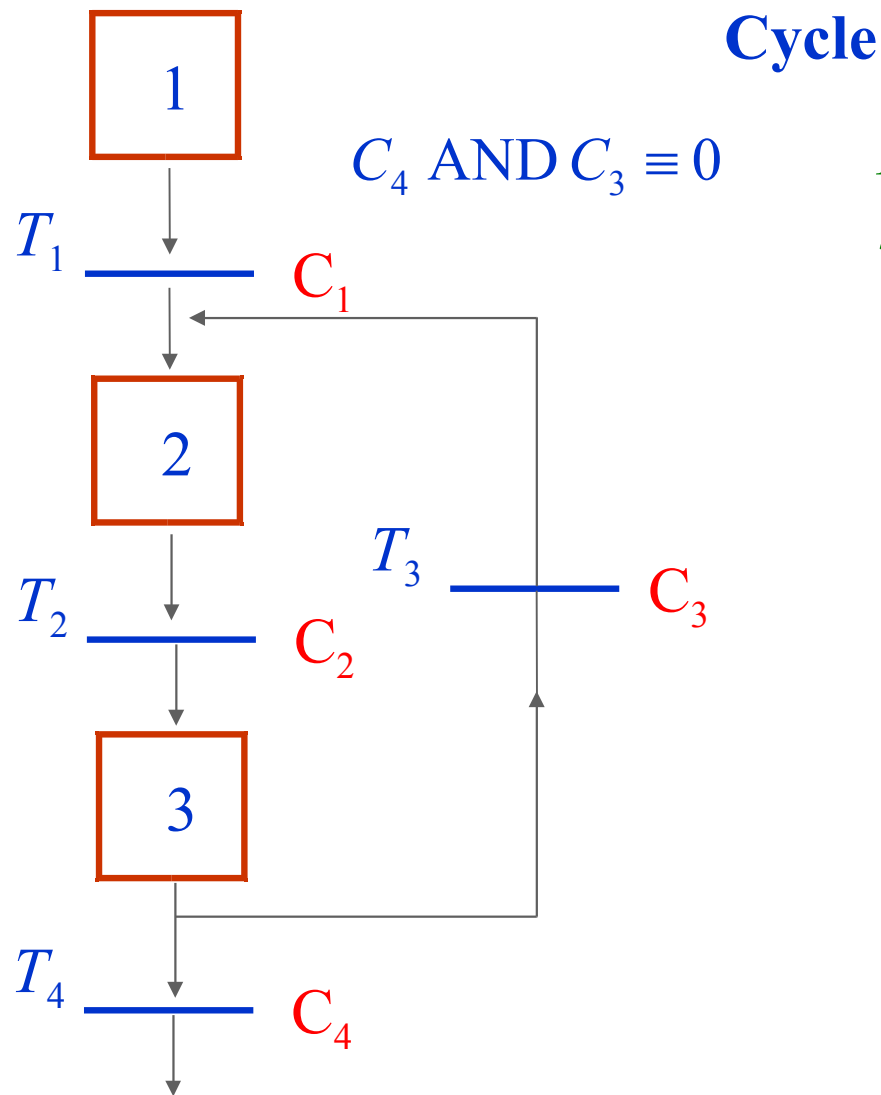 Cycle
1
C₄ AND C₃ ≡ 0
T₁
C₁
2
T₃
C₃
T₂
C₂
3
T₄
C₄